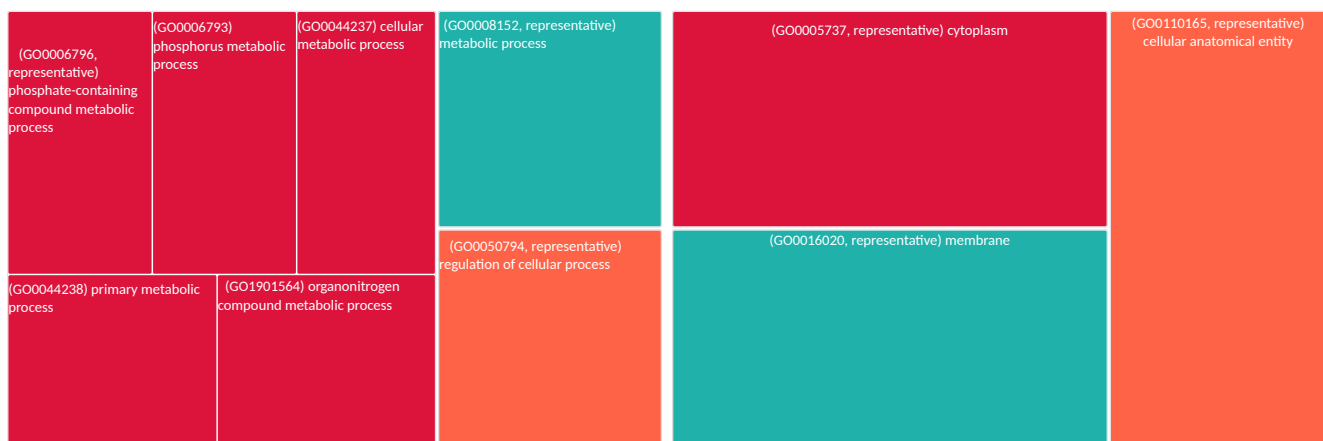 (GO0006796,
representative)
phosphate-containing
compound metabolic
process
(GO0006793)
phosphorus metabolic
process
(GO0044237) cellular
metabolic process
(GO0044238) primary metabolic
process
(GO1901564) organonitrogen
compound metabolic process
(GO0008152, representative)
metabolic process
(GO0050794, representative)
regulation of cellular process
(GO0005737, representative) cytoplasm
(GO0016020, representative) membrane
(GO0110165, representative)
cellular anatomical entity